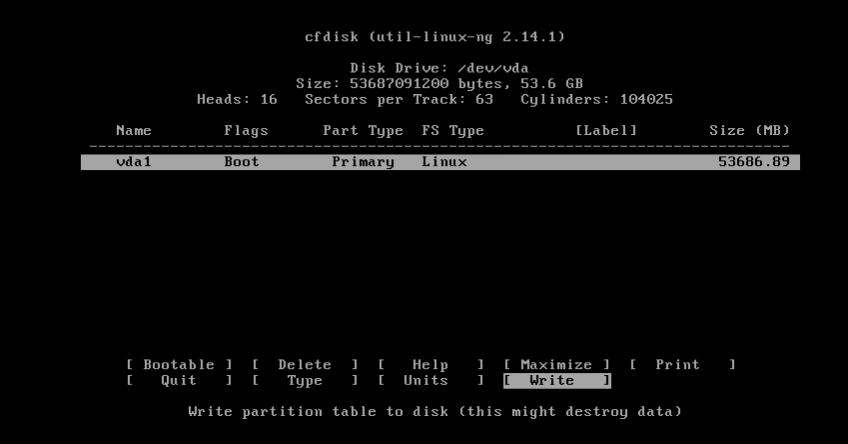 cfdisk (util-linux-ng 2.14.1)
Disk Drive: /dev/vda
Size: 53687091200 bytes, 53.6 GB
Heads: 16   Sectors per Track: 63   Cylinders: 104025
Name        Flags      Part Type  FS Type          [Label]        Size (MB)
------------------------------------------------------------------------------
vda1        Boot        Primary   Linux                            53686.89
[ Bootable ]  [  Delete  ]  [   Help   ]  [ Maximize ]  [  Print   ]
[   Quit   ]  [   Type   ]  [  Units   ]  [  Write   ]
Write partition table to disk (this might destroy data)